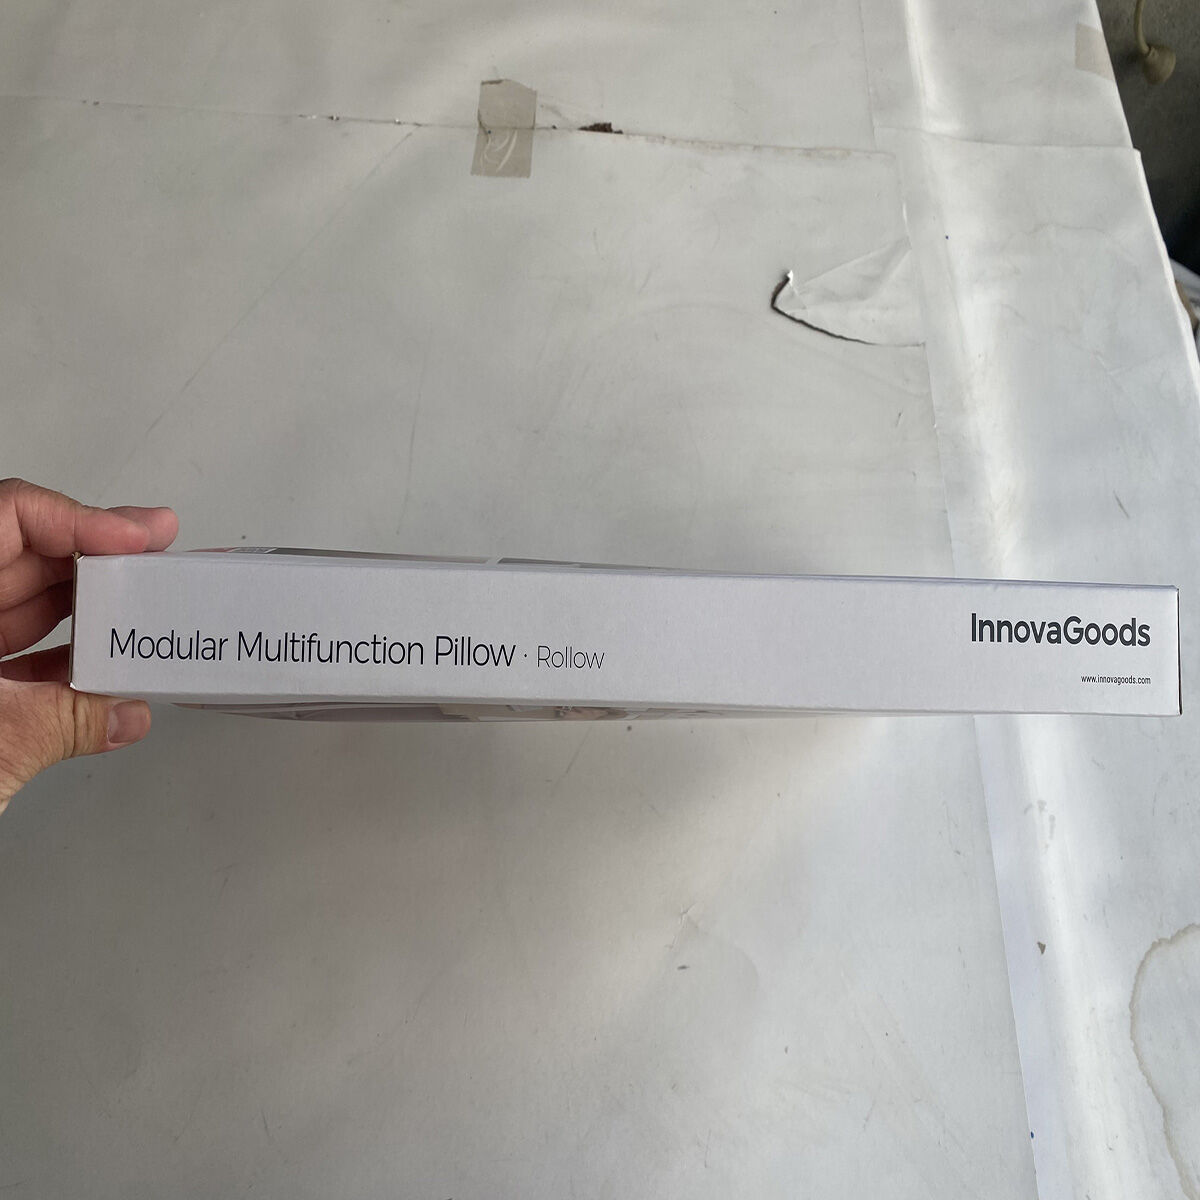 Modular Multifunction Pillow · Rollow
InnovaGoods
www.innovagoods.com